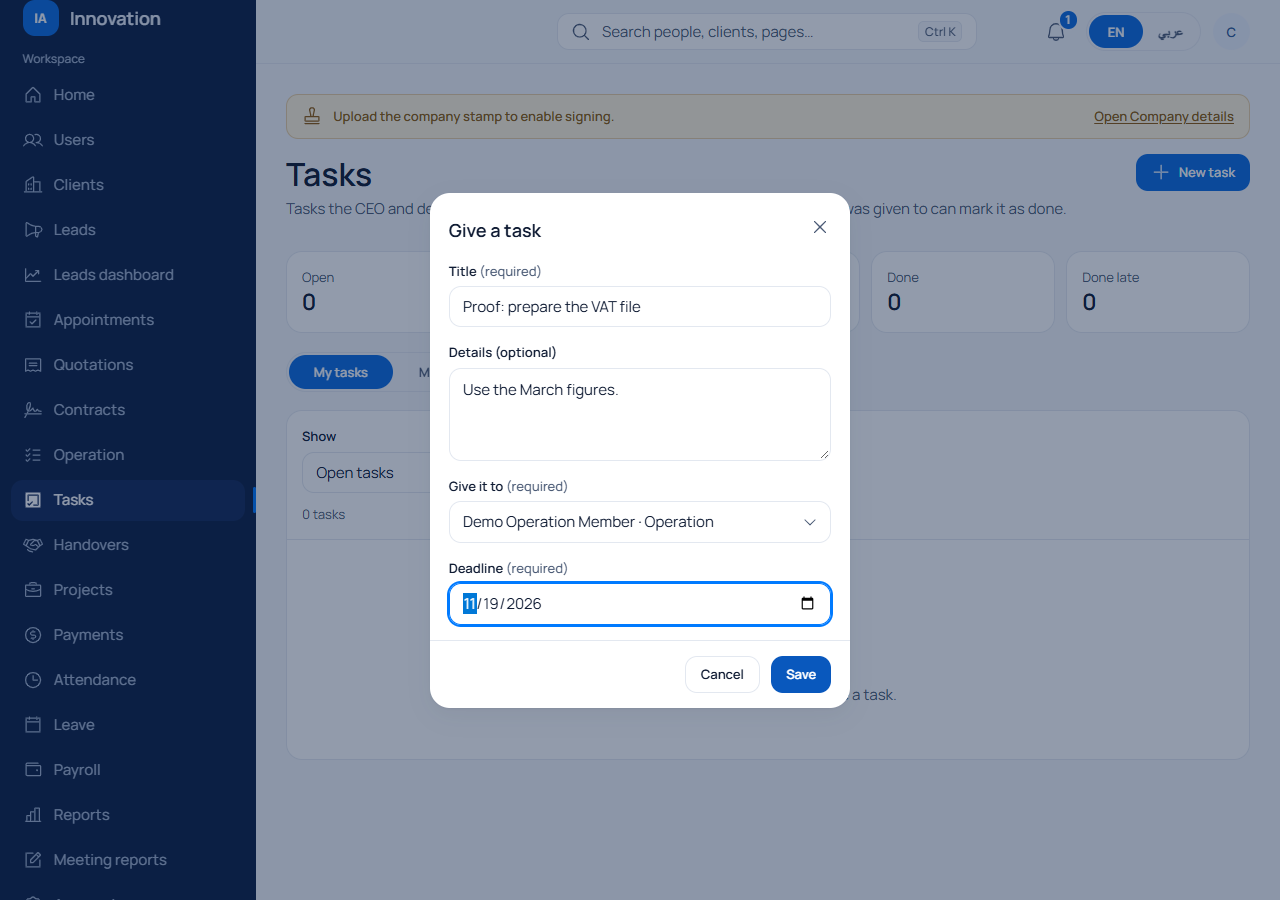 IA Innovation
Search people, clients, pages... Ctrl K
1
EN عربي C
Workspace
Home
Users
Clients
Leads
Leads dashboard
Appointments
Quotations
Contracts
Operation
Tasks
Handovers
Projects
Payments
Attendance
Leave
Payroll
Reports
Meeting reports
Upload the company stamp to enable signing. Open Company details
Tasks
New task
Tasks the CEO and was given to can mark it as done.
Open
0
Done
0
Done late
0
My tasks
Show
Open tasks
0 tasks
a task.
Give a task
Title (required)
Proof: prepare the VAT file
Details (optional)
Use the March figures.
Give it to (required)
Demo Operation Member · Operation
Deadline (required)
11/19/2026
Cancel Save